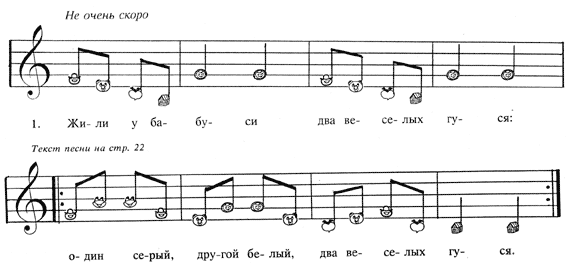 Не очень скоро
1. Жи- ли у ба- бу- си два ве- се- лых гу- ся:
Текст песни на стр. 22
о- дин се- рый, дру- гой бе- лый, два ве- се- лых гу- ся.